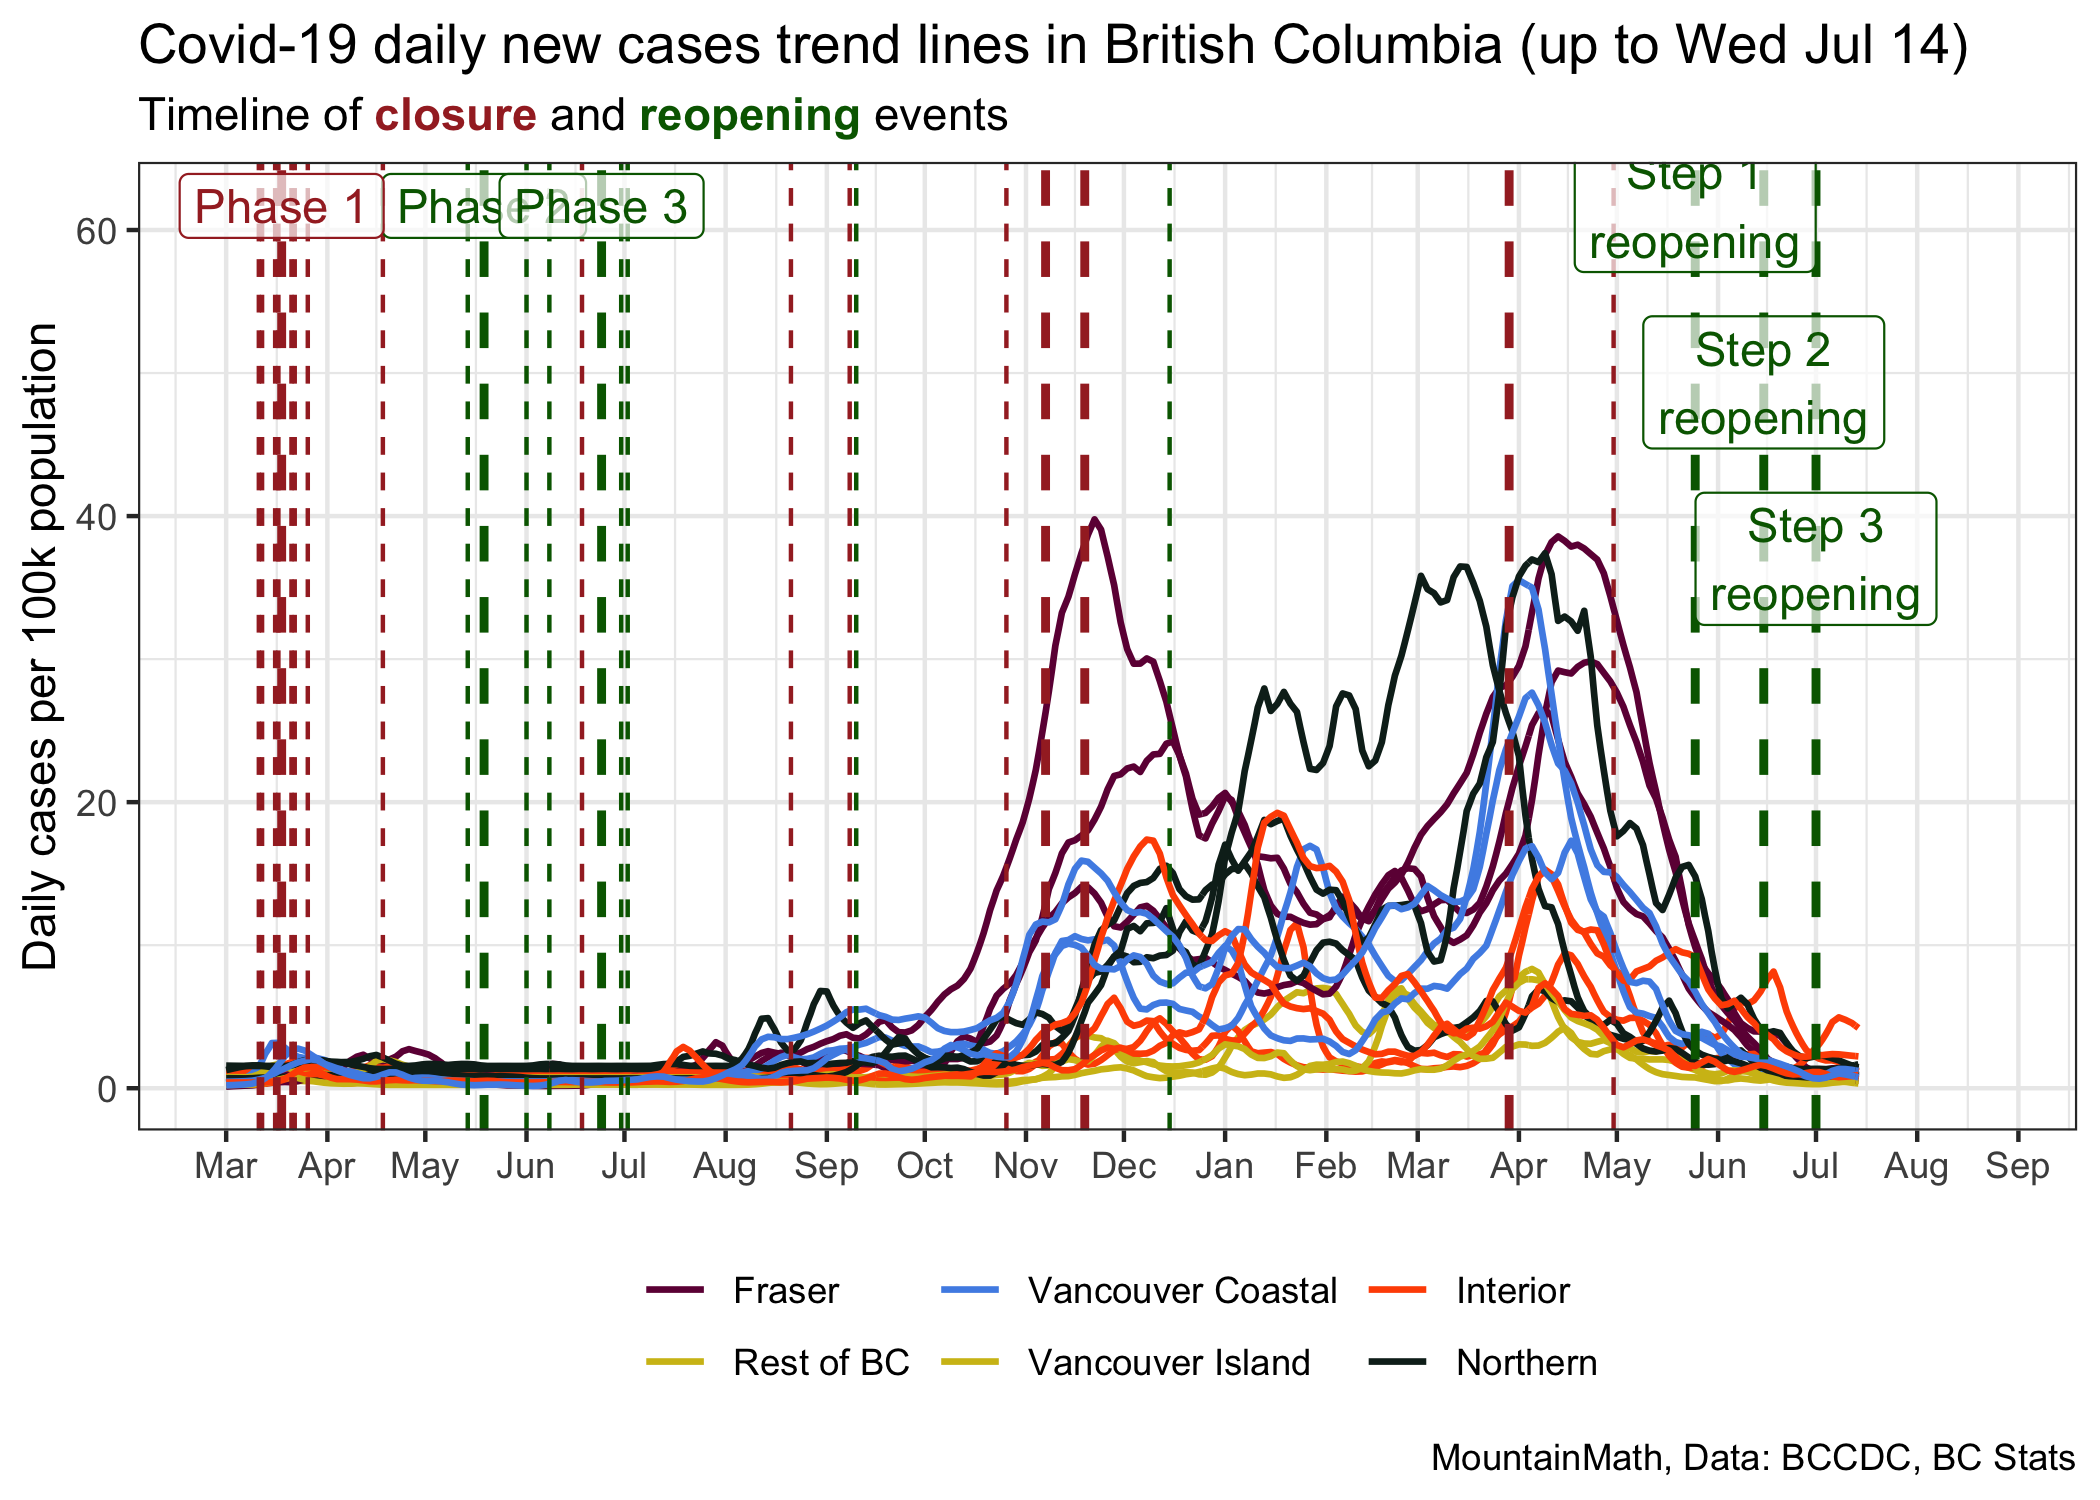 Covid-19 daily new cases trend lines in British Columbia (up to Wed Jul 14)
Timeline of closure and reopening events
Phase 1
Phase 2
Phase 3
Step 1
reopening
Step 2
reopening
Step 3
reopening
Daily cases per 100k population
60
40
20
0
Mar Apr May Jun Jul Aug Sep Oct Nov Dec Jan Feb Mar Apr May Jun Jul Aug Sep
Fraser Vancouver Coastal Interior
Rest of BC Vancouver Island Northern
MountainMath, Data: BCCDC, BC Stats